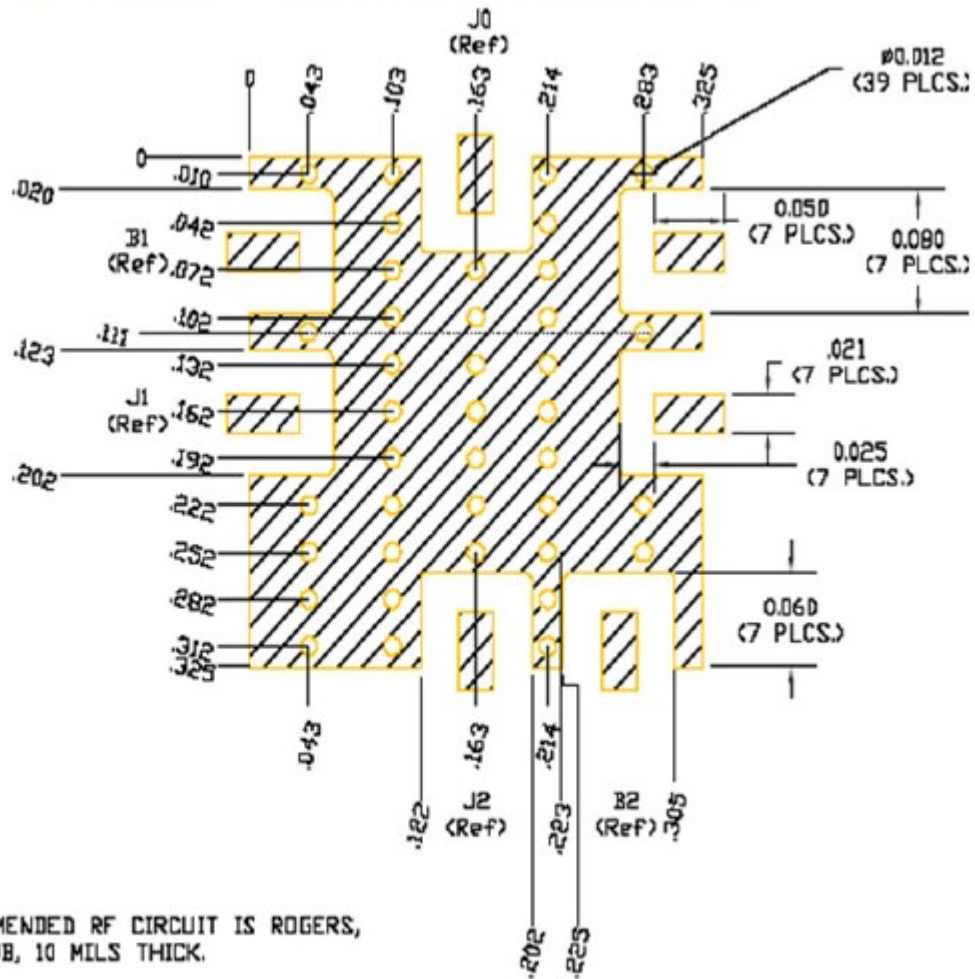 J0
(Ref)
ø0.012
(39 PLCS.)
0
.043
.103
.163
.214
.283
.325
0
.010
.020
.042
B1
(Ref)
.072
.102
.111
.123
.132
J1
(Ref)
.162
.192
.202
.222
.252
.282
.312
.325
0.050
(7 PLCS.)
0.080
(7 PLCS.)
.021
(7 PLCS.)
0.025
(7 PLCS.)
0.060
(7 PLCS.)
.043
.122
.163
J2
(Ref)
.202
.214
.223
.225
B2
(Ref)
.305
MENDED RF CIRCUIT IS ROGERS,
10 MILS THICK.